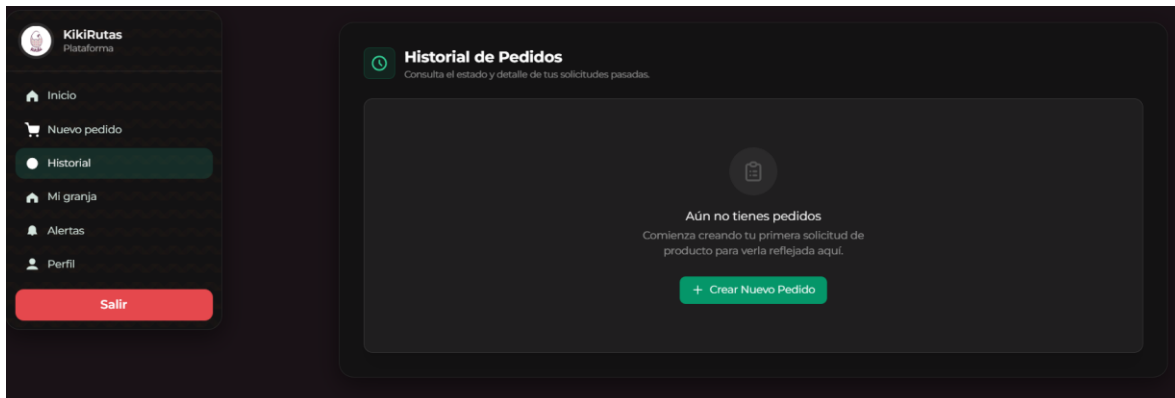 KikiRutas
Plataforma
Inicio
Nuevo pedido
Historial
Mi granja
Alertas
Perfil
Salir
Historial de Pedidos
Consulta el estado y detalle de tus solicitudes pasadas.
Aún no tienes pedidos
Comienza creando tu primera solicitud de
producto para verla reflejada aquí.
+ Crear Nuevo Pedido